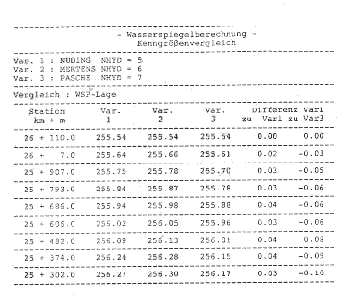 - Wasserspiegelberechnung -
Kenngrößenvergleich
Var. 1 : NUDING NHYD = 5
Var. 2 : MERTENS NHYD = 6
Var. 3 : PASCHE NHYD = 7
Vergleich : WSP-Lage
Station Var. Var. Var. Differenz Var1
km + m 1 2 3 zu Var1 zu Var3
26 + 110.0 255.54 255.54 255.54 0.00 0.00
26 + 7.0 255.64 255.66 255.61 0.02 -0.03
25 + 907.0 255.75 255.78 255.70 0.03 -0.05
25 + 793.0 255.84 255.87 255.78 0.03 -0.06
25 + 686.0 255.94 255.98 255.88 0.04 -0.06
25 + 606.0 256.02 256.05 255.96 0.03 -0.06
25 + 482.0 256.09 256.13 256.01 0.04 0.08
25 + 374.0 256.24 256.28 256.15 0.04 -0.09
25 + 302.0 256.27 256.30 256.17 0.03 -0.10